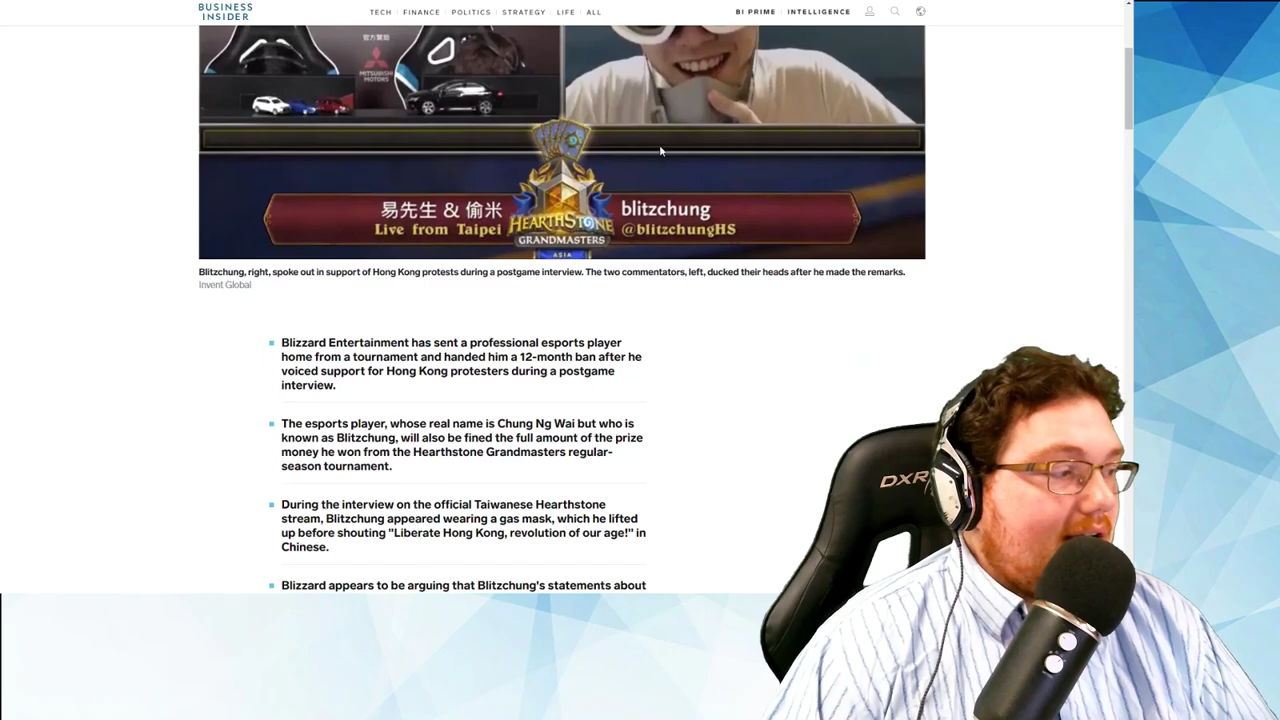 BUSINESS
INSIDER
TECH FINANCE POLITICS STRATEGY LIFE ALL
BI PRIME INTELLIGENCE
官方贊助
MITSUBISHI
MOTORS
易先生 & 偷米
Live from Taipei
HEARTHSTONE
GRANDMASTERS
ASIA
blitzchung
@blitzchungHS
Blitzchung, right, spoke out in support of Hong Kong protests during a postgame interview. The two commentators, left, ducked their heads after he made the remarks.
Invent Global
Blizzard Entertainment has sent a professional esports player
home from a tournament and handed him a 12-month ban after he
voiced support for Hong Kong protesters during a postgame
interview.
The esports player, whose real name is Chung Ng Wai but who is
known as Blitzchung, will also be fined the full amount of the prize
money he won from the Hearthstone Grandmasters regular-
season tournament.
During the interview on the official Taiwanese Hearthstone
stream, Blitzchung appeared wearing a gas mask, which he lifted
up before shouting "Liberate Hong Kong, revolution of our age!" in
Chinese.
Blizzard appears to be arguing that Blitzchung's statements about
DXR